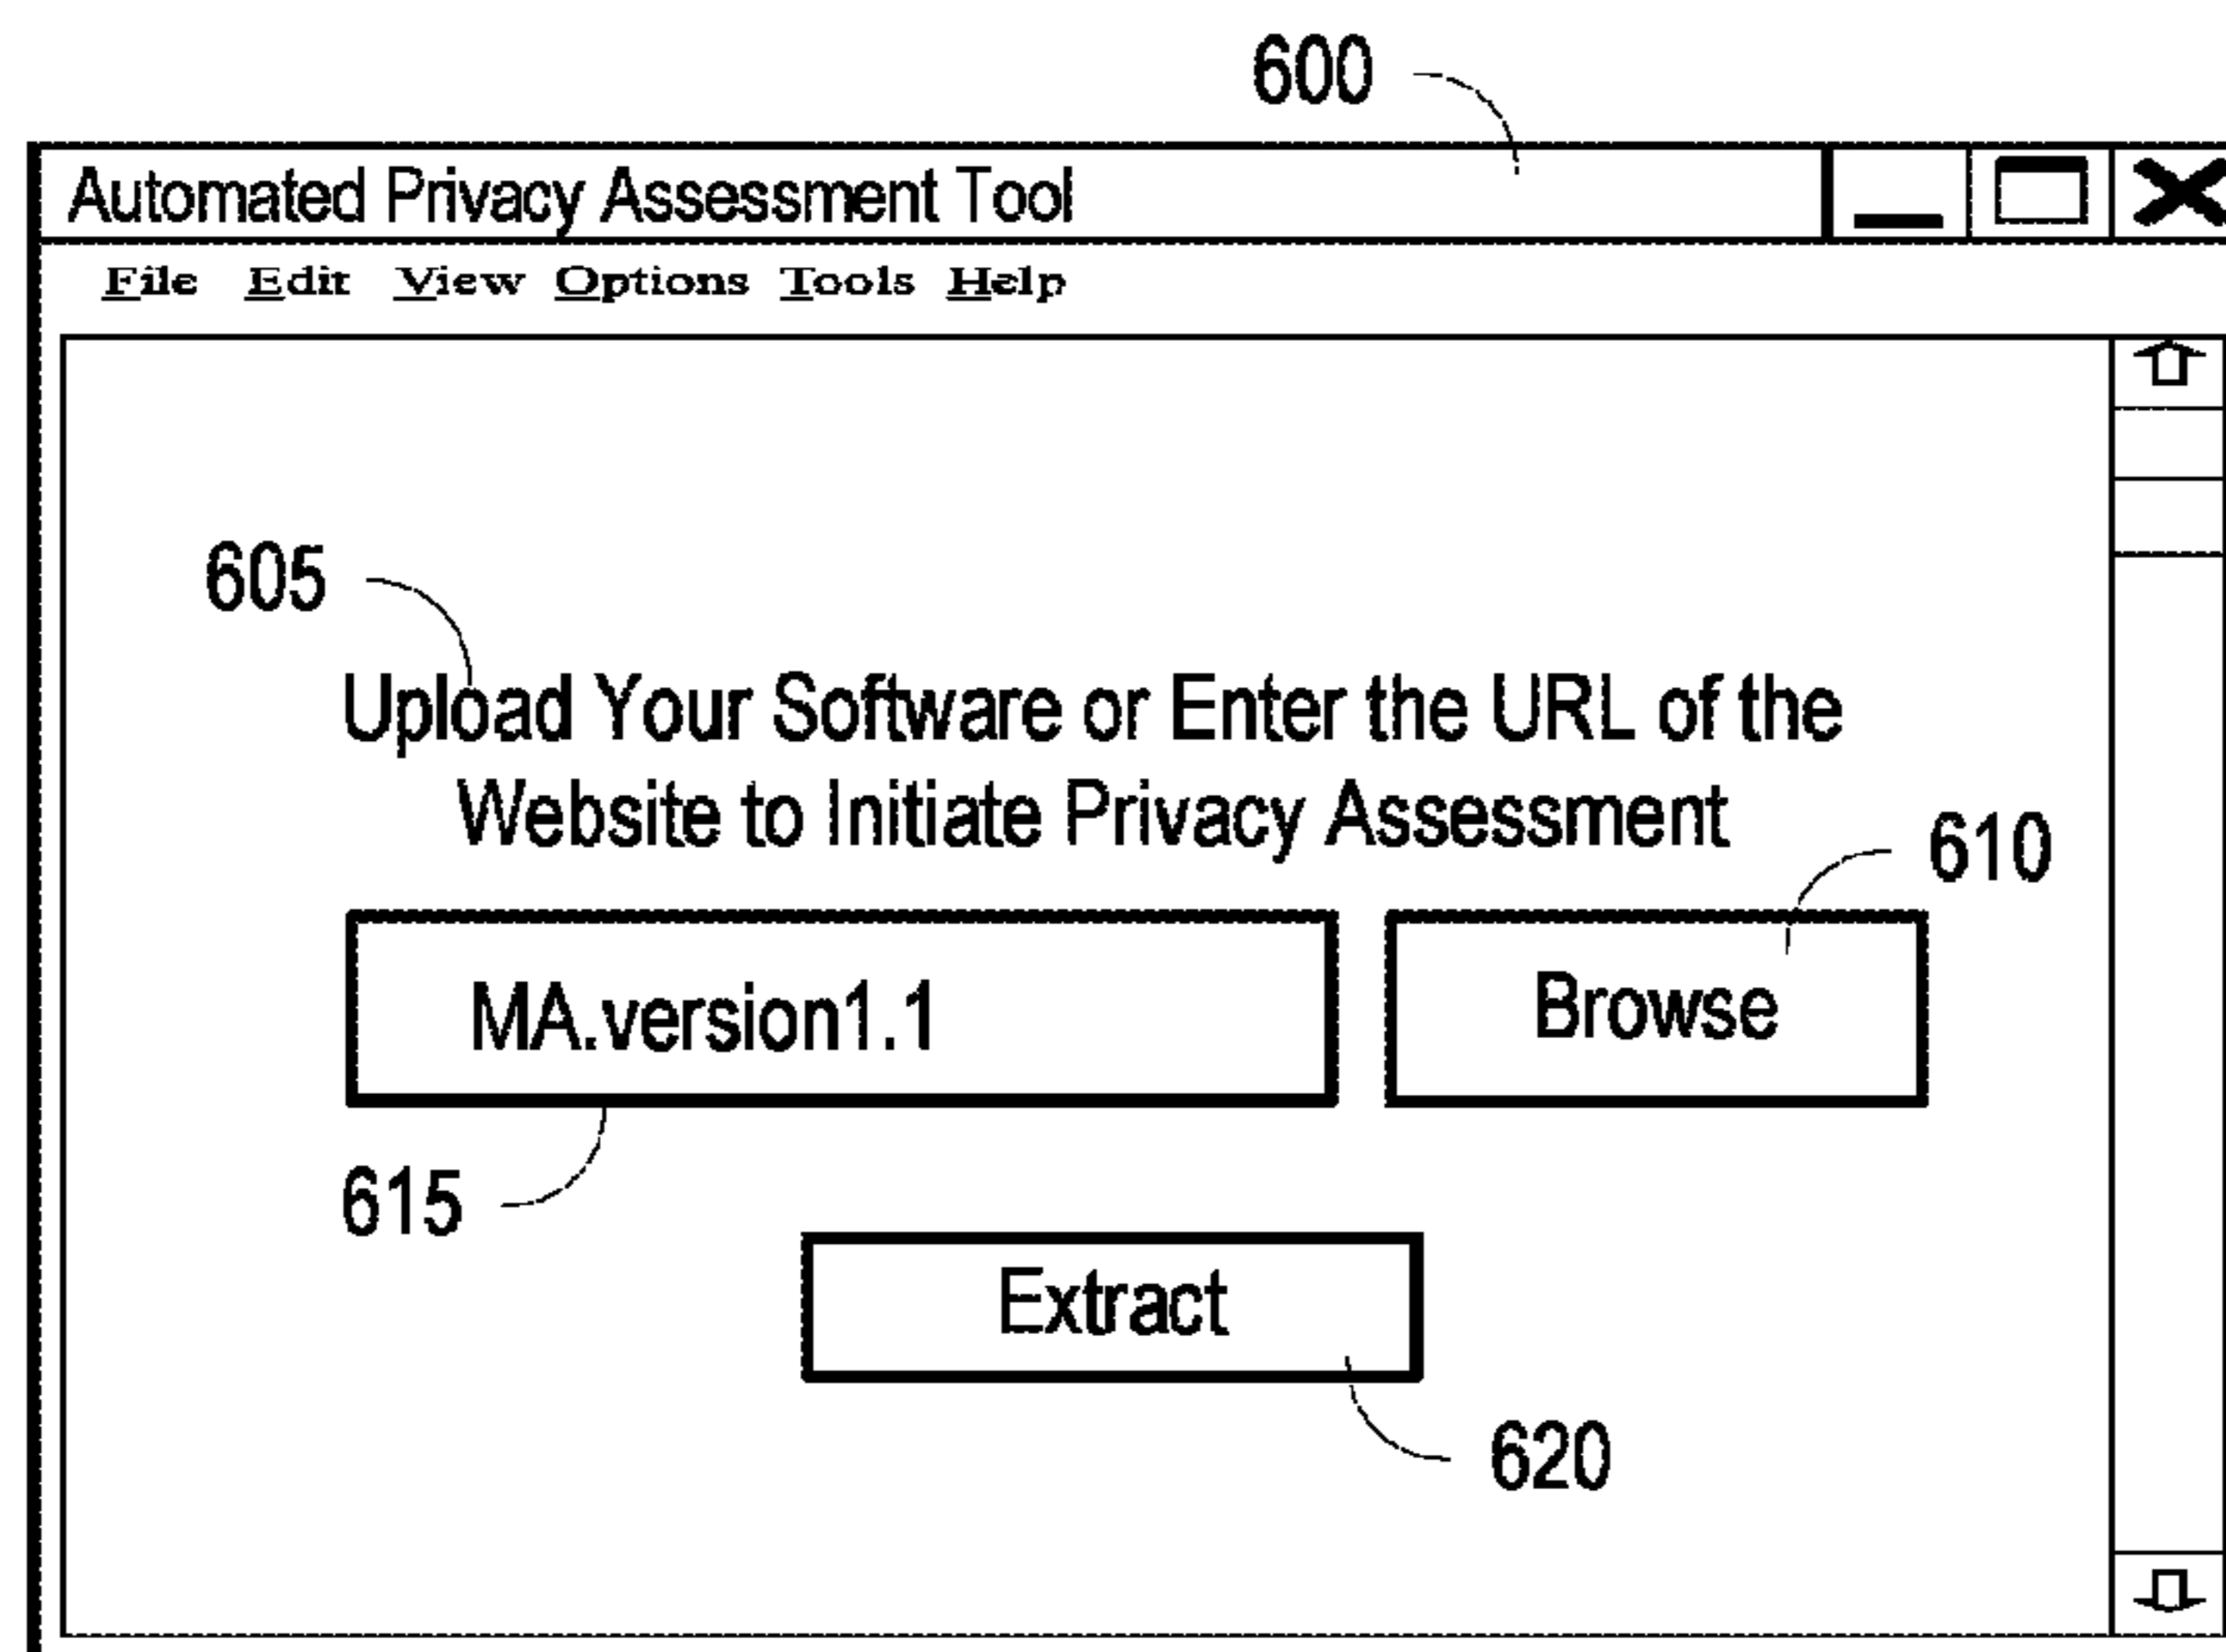 600
Automated Privacy Assessment Tool
File Edit View Options Tools Help
605
Upload Your Software or Enter the URL of the
Website to Initiate Privacy Assessment
610
MA.version1.1 Browse
615
Extract
620